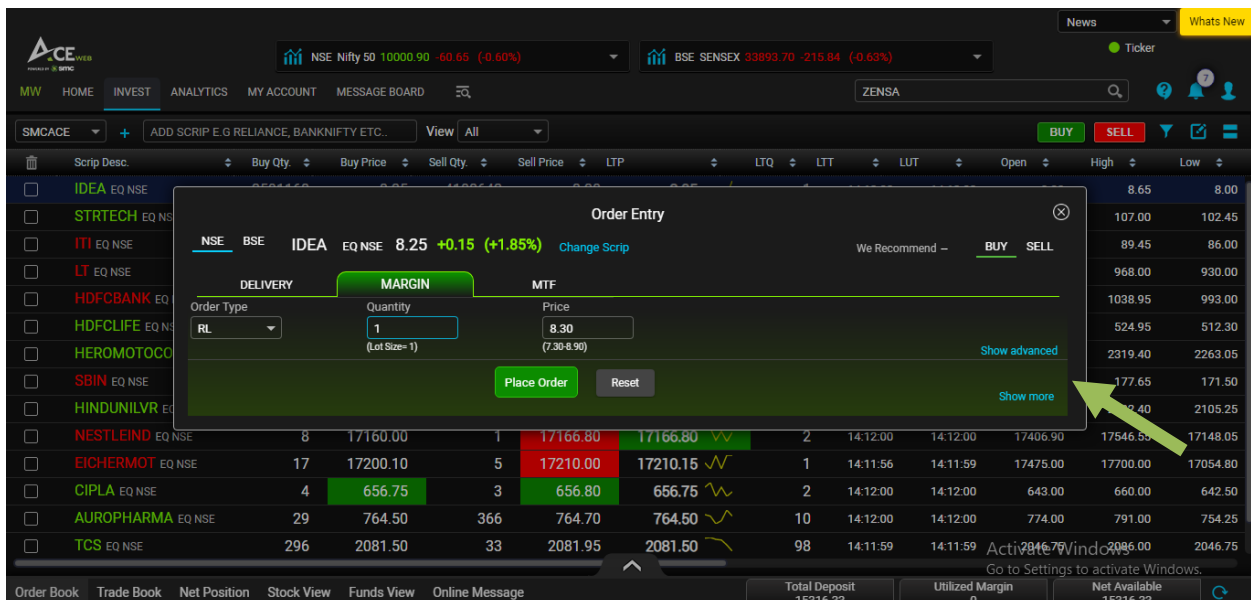 News
Whats New
ACE WEB
POWERED BY smc
NSE Nifty 50 10000.90 -60.65 (-0.60%)
BSE SENSEX 33893.70 -215.84 (-0.63%)
Ticker
MW HOME INVEST ANALYTICS MY ACCOUNT MESSAGE BOARD
ZENSA
7
SMCACE + ADD SCRIP E.G RELIANCE, BANKNIFTY ETC.. View All
BUY SELL
Scrip Desc. Buy Qty. Buy Price Sell Qty. Sell Price LTP LTQ LTT LUT Open High Low
IDEA EQ NSE 8.65 8.00
Order Entry
STRTECH EQ NS 107.00 102.45
NSE BSE IDEA EQ NSE 8.25 +0.15 (+1.85%) Change Scrip We Recommend – BUY SELL
ITI EQ NSE 89.45 86.00
LT EQ NSE 968.00 930.00
DELIVERY MARGIN MTF
HDFCBANK EQ 1038.95 993.00
Order Type Quantity Price
HDFCLIFE EQ NS 524.95 512.30
RL 1 8.30
(Lot Size= 1) (7.30-8.90)
HEROMOTOCO 2319.40 2263.05
Show advanced
SBIN EQ NSE 177.65 171.50
Place Order Reset
Show more
HINDUNILVR EQ 2105.25
NESTLEIND EQ NSE 8 17160.00 1 17166.80 17166.80 2 14:12:00 14:12:00 17406.90 17546.55 17148.05
EICHERMOT EQ NSE 17 17200.10 5 17210.00 17210.15 1 14:11:56 14:11:59 17475.00 17700.00 17054.80
CIPLA EQ NSE 4 656.75 3 656.80 656.75 2 14:12:00 14:12:00 643.00 660.00 642.50
AUROPHARMA EQ NSE 29 764.50 366 764.70 764.50 10 14:12:00 14:12:00 774.00 791.00 754.25
TCS EQ NSE 296 2081.50 33 2081.95 2081.50 98 14:11:59 14:11:59 2046.75 2086.00 2046.75
Activate Windows
Go to Settings to activate Windows.
Order Book Trade Book Net Position Stock View Funds View Online Message
Total Deposit Utilized Margin Net Available
15316.33 0 15316.33